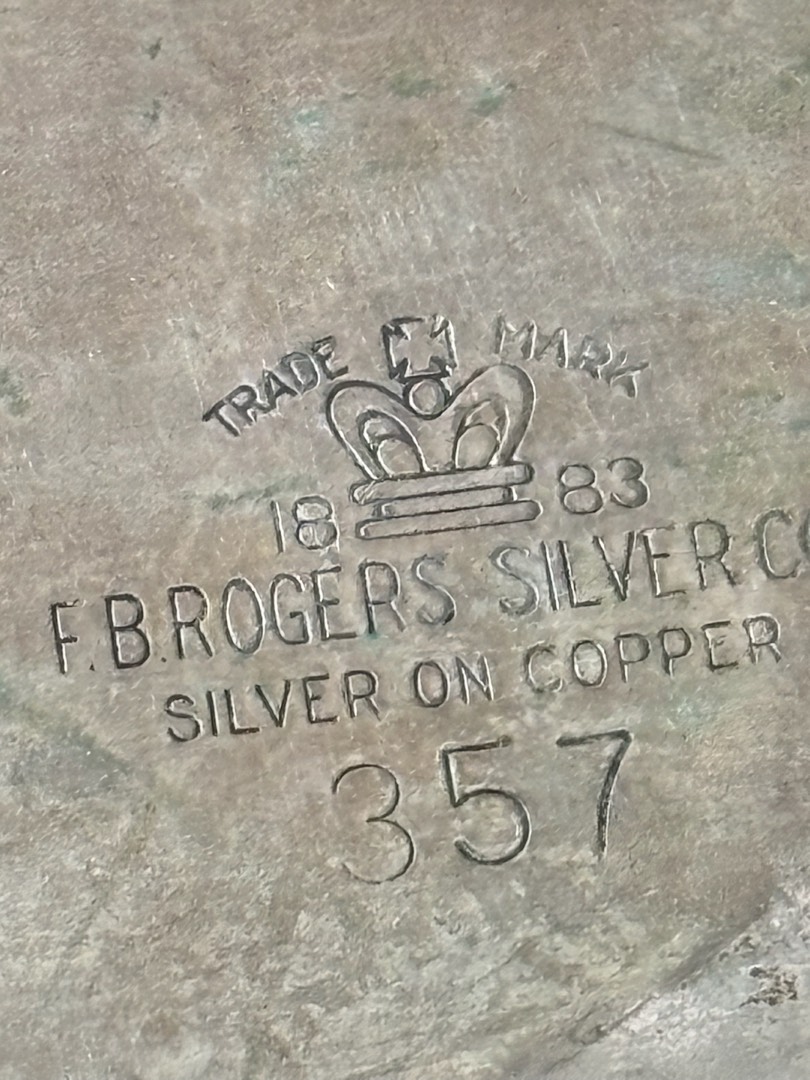 TRADE MARK
18 83
F.B.ROGERS SILVER CO
SILVER ON COPPER
357